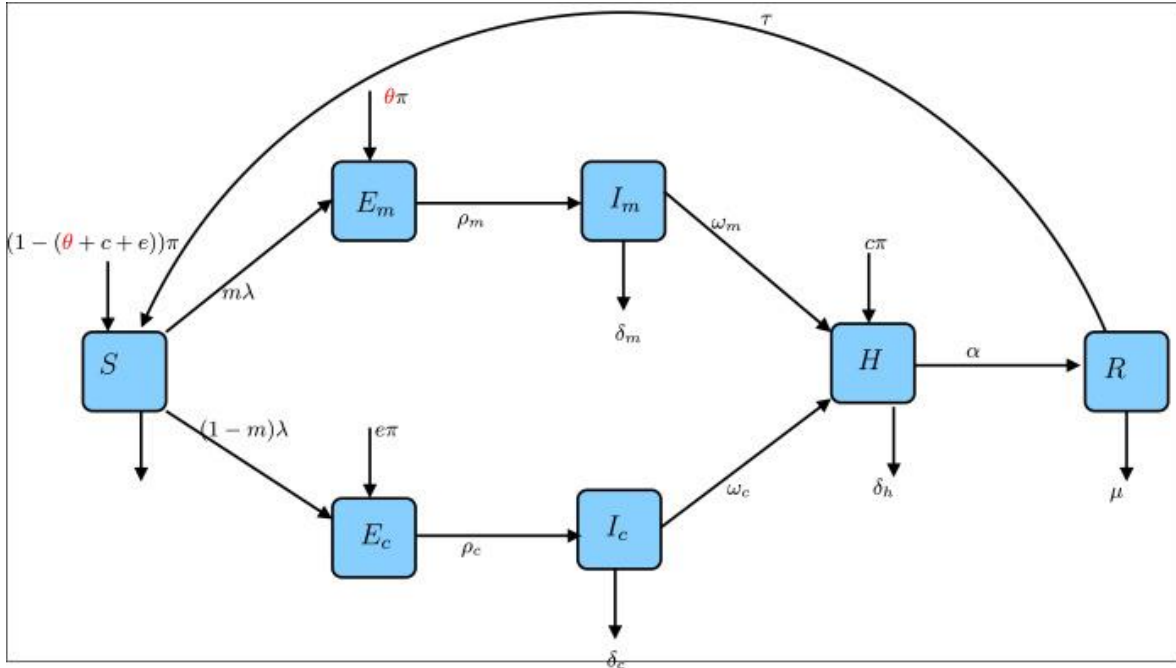 τ
θπ
E_m
ρ_m
I_m
ω_m
(1 − (θ + c + e))π
cπ
mλ
δ_m
S
H
α
R
(1 − m)λ
eπ
ω_c
δ_h
μ
E_c
ρ_c
I_c
δ_c